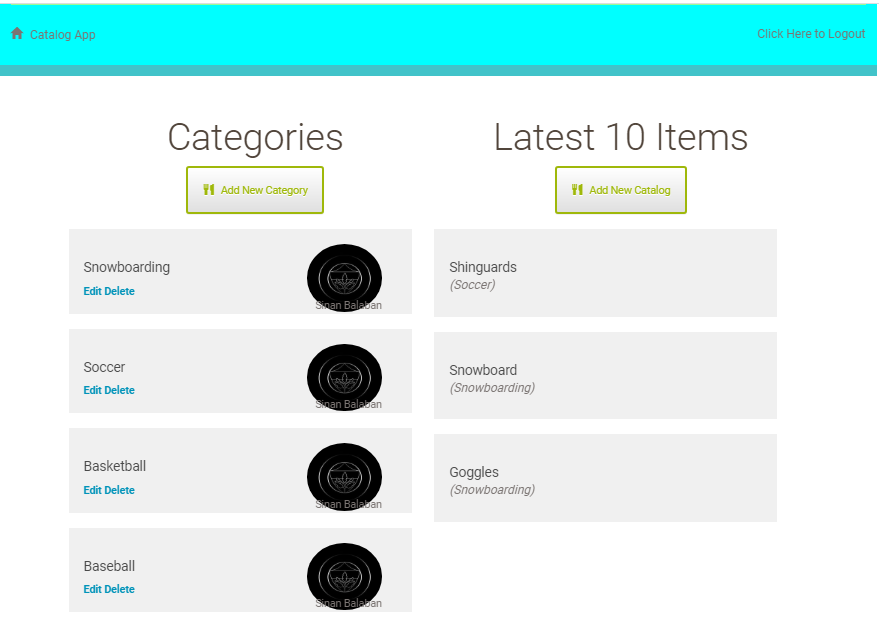 Catalog App
Click Here to Logout
Categories
Add New Category
Snowboarding
Edit Delete
Sinan Balaban
Soccer
Edit Delete
Sinan Balaban
Basketball
Edit Delete
Sinan Balaban
Baseball
Edit Delete
Sinan Balaban
Latest 10 Items
Add New Catalog
Shinguards
(Soccer)
Snowboard
(Snowboarding)
Goggles
(Snowboarding)